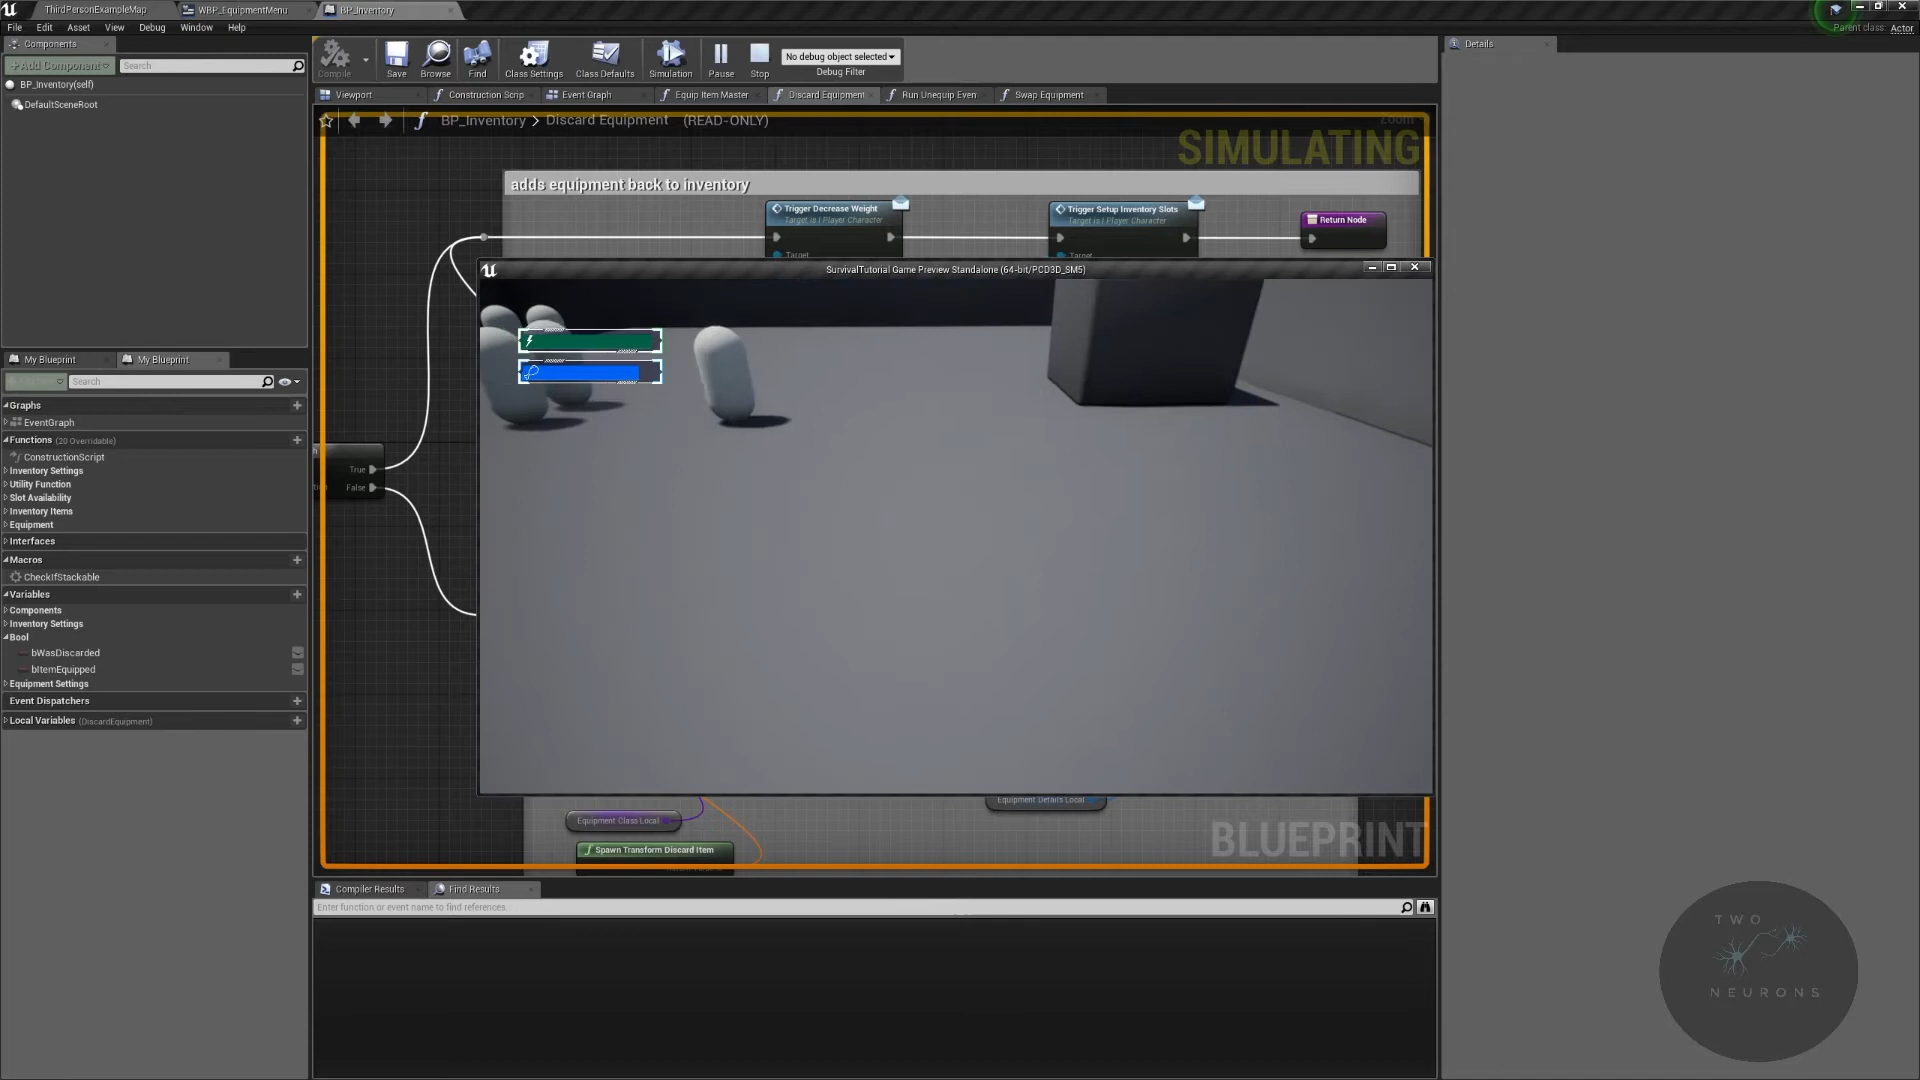 ThirdPersonExampleMap
WBP_EquipmentMenu
BP_Inventory
File Edit Asset View Debug Window Help
Parent class: Actor
Components
+Add Component
Search
BP_Inventory(self)
DefaultSceneRoot
Compile
Save
Browse
Find
Class Settings
Class Defaults
Simulation
Pause
Stop
No debug object selected
Debug Filter
Details
Viewport
Construction Scrip
Event Graph
Equip Item Master
Discard Equipment
Run Unequip Even
Swap Equipment
BP_Inventory > Discard Equipment (READ-ONLY)
Zoom
SIMULATING
adds equipment back to inventory
Trigger Decrease Weight
Target is I Player Character
Target
Trigger Setup Inventory Slots
Target is I Player Character
Target
Return Node
SurvivalTutorial Game Preview Standalone (64-bit/PCD3D_SM5)
True
False
My Blueprint
My Blueprint
Search
Graphs
EventGraph
Functions (20 Overridable)
ConstructionScript
Inventory Settings
Utility Function
Slot Availability
Inventory Items
Equipment
Interfaces
Macros
CheckIfStackable
Variables
Components
Inventory Settings
Bool
bWasDiscarded
bItemEquipped
Equipment Settings
Event Dispatchers
Local Variables (DiscardEquipment)
Equipment Details Local
Equipment Class Local
Spawn Transform Discard Item
BLUEPRINT
Compiler Results
Find Results
Enter function or event name to find references.
TWO
NEURONS